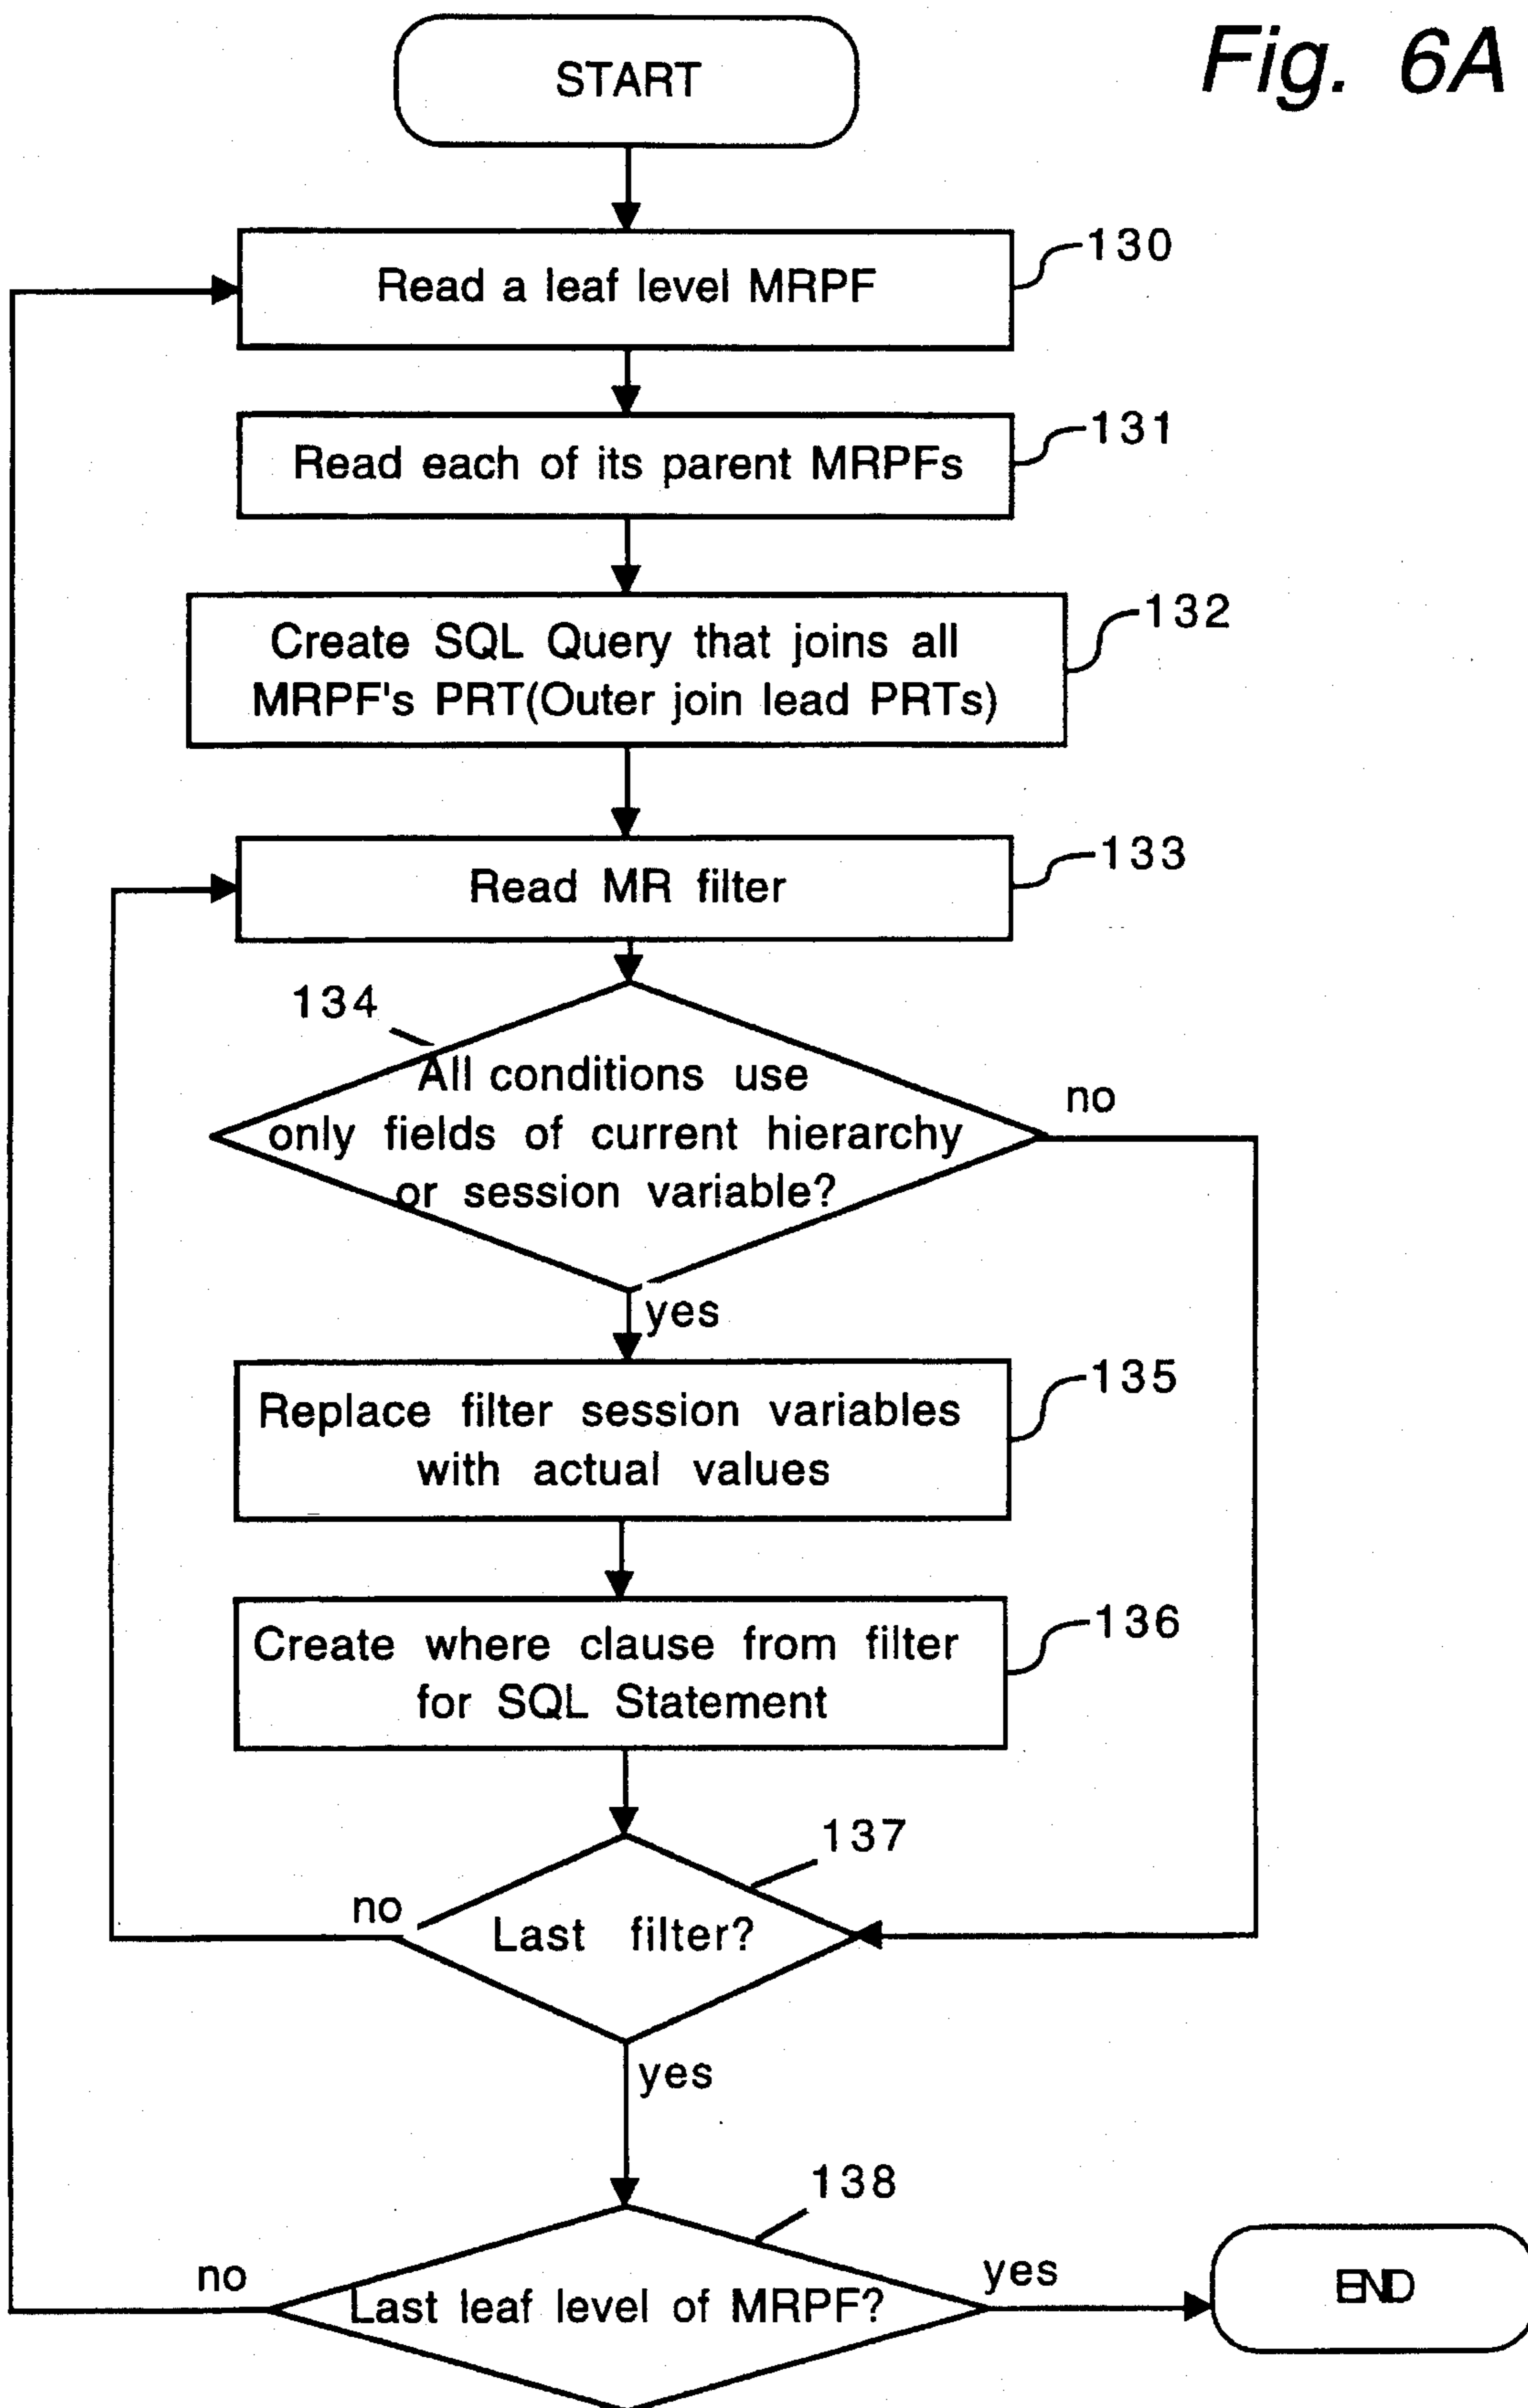 Fig. 6A
START
130
Read a leaf level MRPF
131
Read each of its parent MRPFs
132
Create SQL Query that joins all
MRPF's PRT(Outer join lead PRTs)
133
Read MR filter
134
All conditions use
only fields of current hierarchy
or session variable?
no
yes
135
Replace filter session variables
with actual values
136
Create where clause from filter
for SQL Statement
137
no
Last filter?
yes
138
no
Last leaf level of MRPF?
yes
END